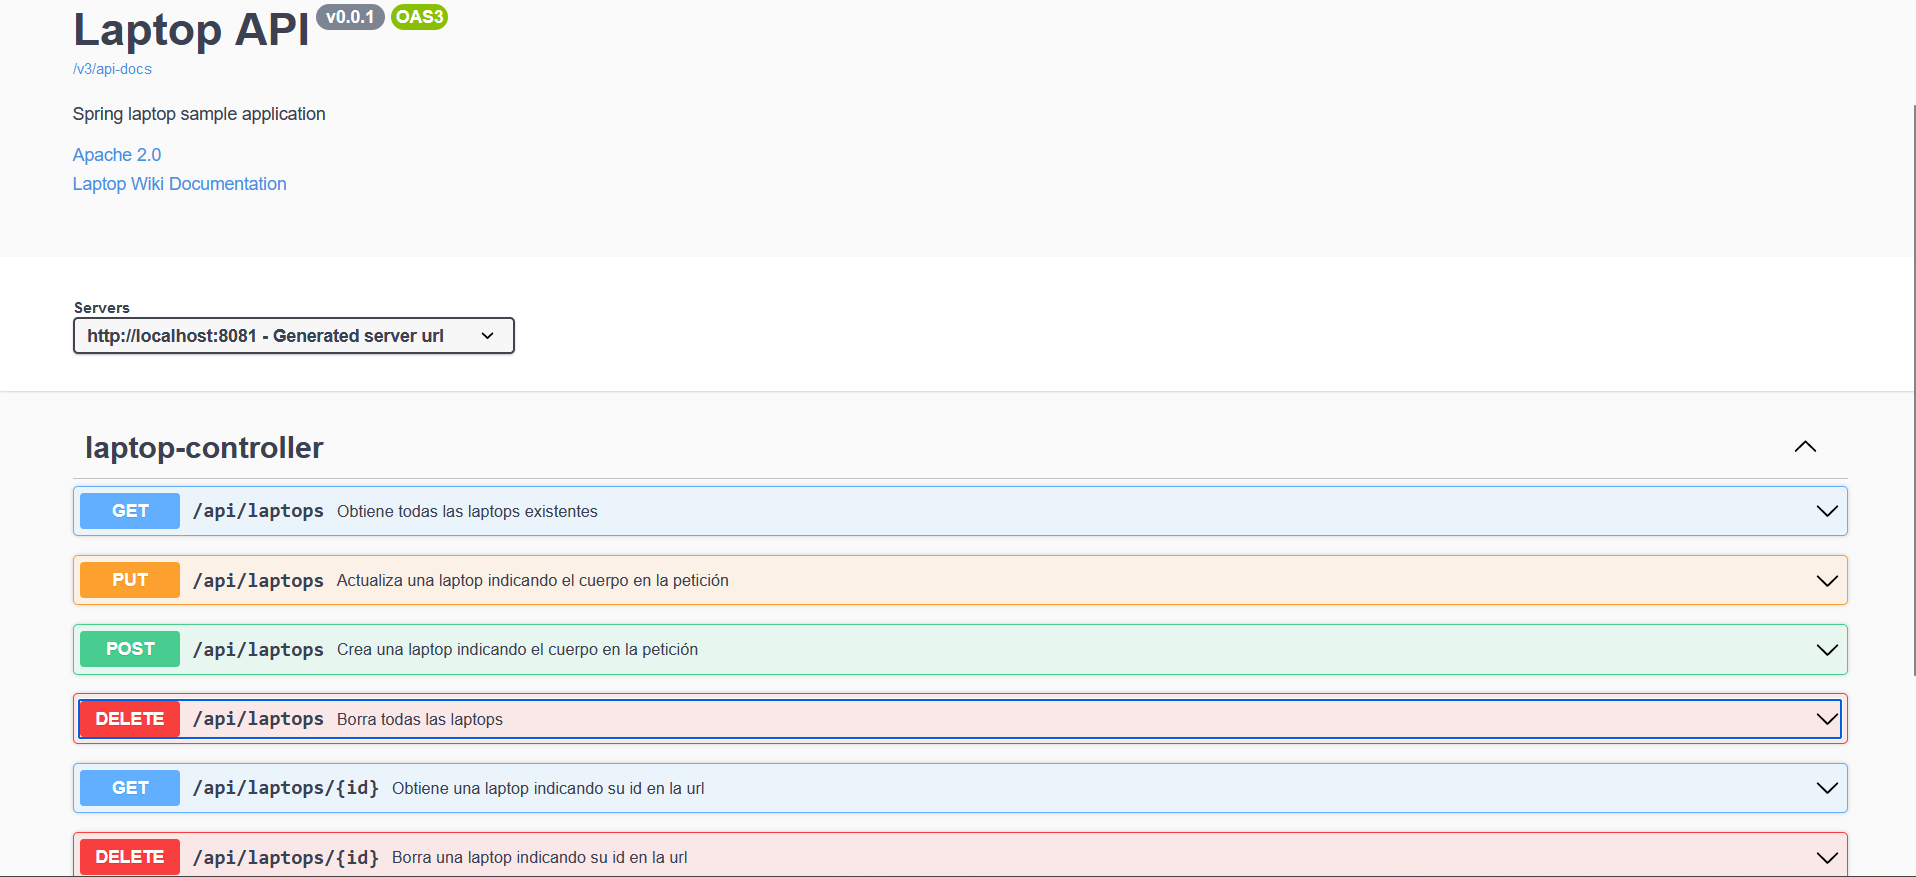 Laptop API v0.0.1 OAS3
/v3/api-docs
Spring laptop sample application
Apache 2.0
Laptop Wiki Documentation
Servers
http://localhost:8081 - Generated server url
laptop-controller
GET /api/laptops Obtiene todas las laptops existentes
PUT /api/laptops Actualiza una laptop indicando el cuerpo en la petición
POST /api/laptops Crea una laptop indicando el cuerpo en la petición
DELETE /api/laptops Borra todas las laptops
GET /api/laptops/{id} Obtiene una laptop indicando su id en la url
DELETE /api/laptops/{id} Borra una laptop indicando su id en la url